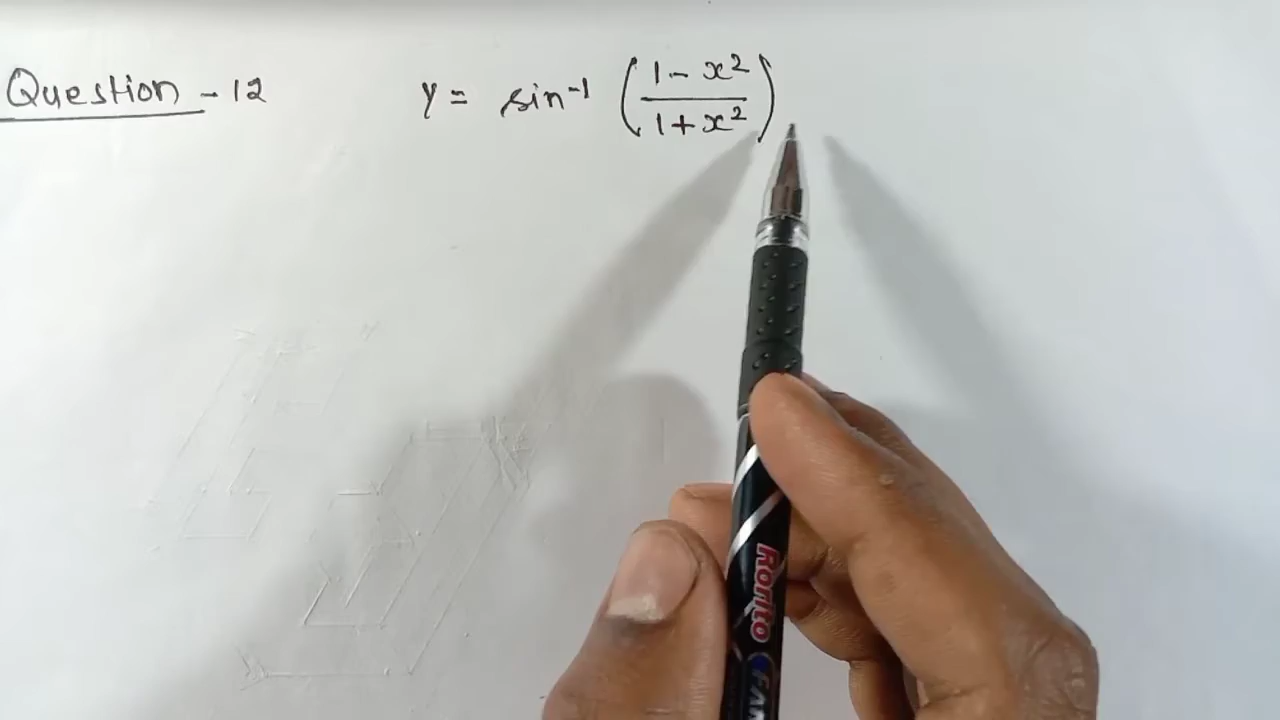 Question - 12 y = sin⁻¹ (1 - x² / 1 + x²)
Rorito